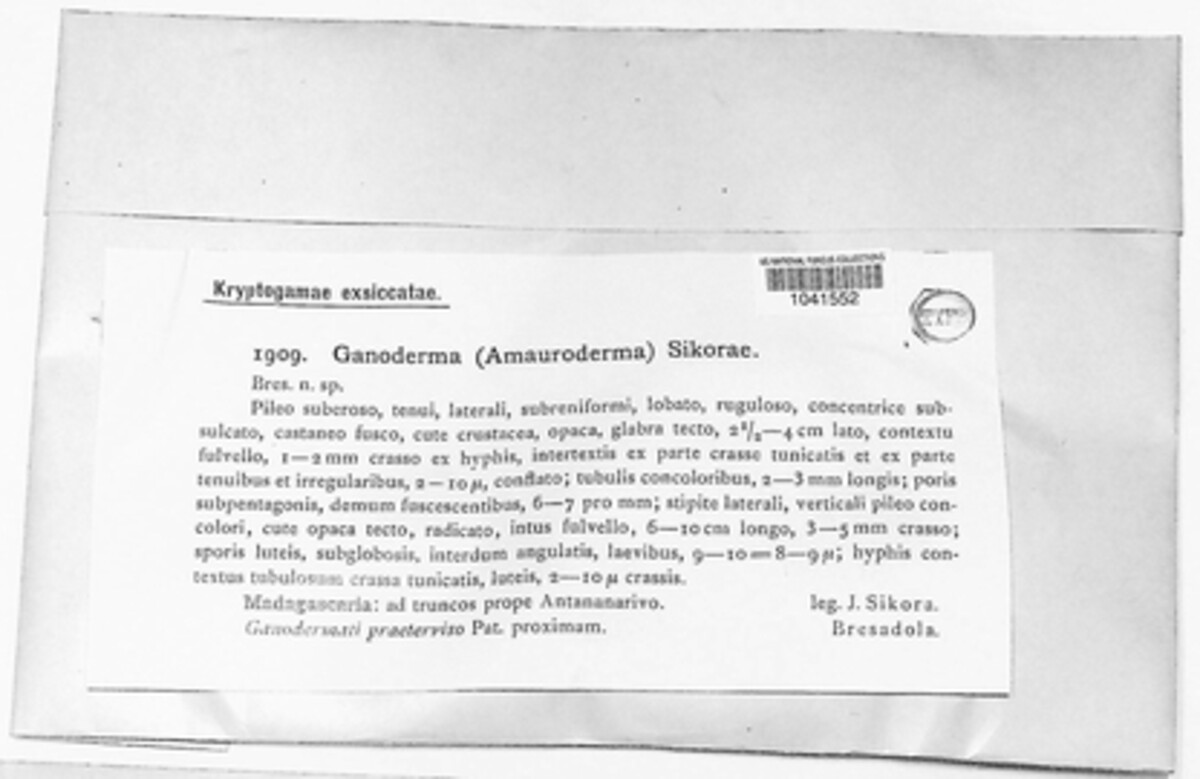 US NATIONAL FUNGUS COLLECTIONS
1041552
Kryptogamae exsiccatae.
1909. Ganoderma (Amauroderma) Sikorae.
Bres. n. sp.
Pileo suberoso, tenui, laterali, subreniformi, lobato, ruguloso, concentrice sub-
sulcato, castaneo fusco, cute crustacea, opaca, glabra tecto, 2¹/₂—4 cm lato, contextu
fulvello, 1—2 mm crasso ex hyphis, intertextis ex parte crasse tunicatis et ex parte
tenuibus et irregularibus, 2—10 µ, conflato; tubulis concoloribus, 2—3 mm longis; poris
subpentagonis, demum fuscescentibus, 6—7 pro mm; stipite laterali, verticali pileo con-
colori, cute opaca tecto, radicato, intus fulvello, 6—10 cm longo, 3—5 mm crasso;
sporis luteis, subglobosis, interdum angulatis, laevibus, 9—10=8—9 µ; hyphis con-
textus tubulosum crassa tunicatis, luteis, 2—10 µ crassis.
Madagascaria: ad truncos prope Antananarivo. leg. J. Sikora.
praeterviso Pat. proximam. Bresadola.